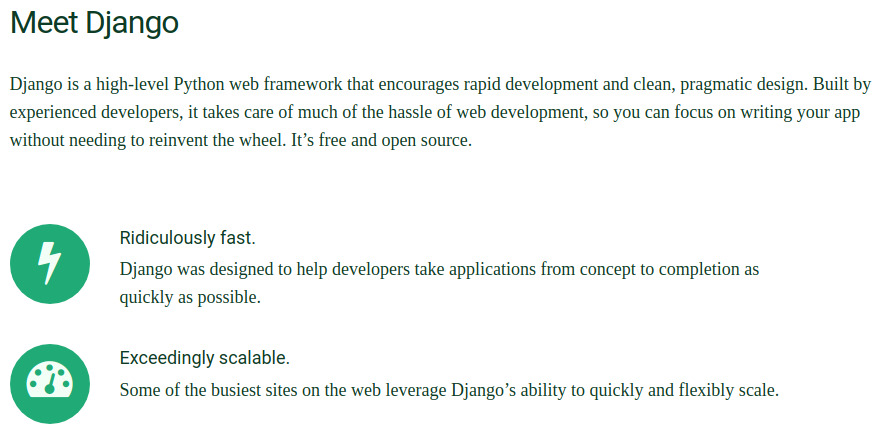 Meet Django
Django is a high-level Python web framework that encourages rapid development and clean, pragmatic design. Built by
experienced developers, it takes care of much of the hassle of web development, so you can focus on writing your app
without needing to reinvent the wheel. It’s free and open source.
Ridiculously fast.
Django was designed to help developers take applications from concept to completion as
quickly as possible.
Exceedingly scalable.
Some of the busiest sites on the web leverage Django’s ability to quickly and flexibly scale.